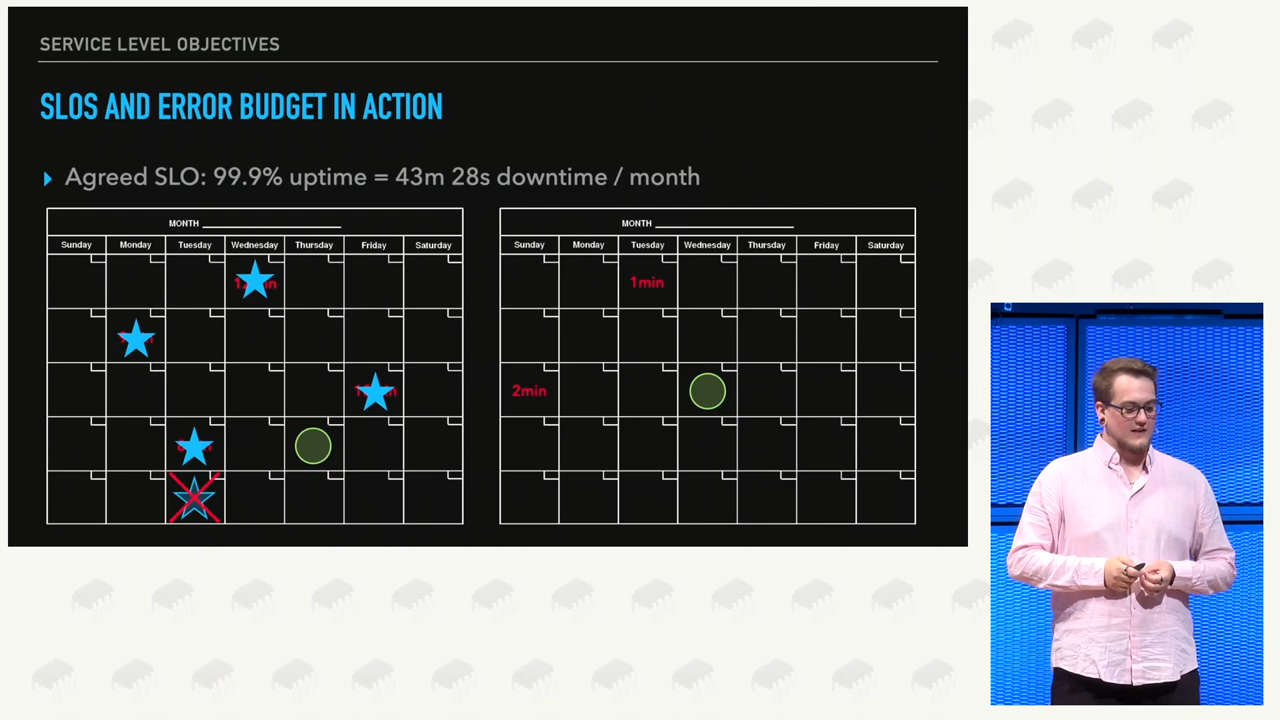 SERVICE LEVEL OBJECTIVES
SLOS AND ERROR BUDGET IN ACTION
Agreed SLO: 99.9% uptime = 43m 28s downtime / month
MONTH
Sunday Monday Tuesday Wednesday Thursday Friday Saturday
MONTH
Sunday Monday Tuesday Wednesday Thursday Friday Saturday
1min
2min